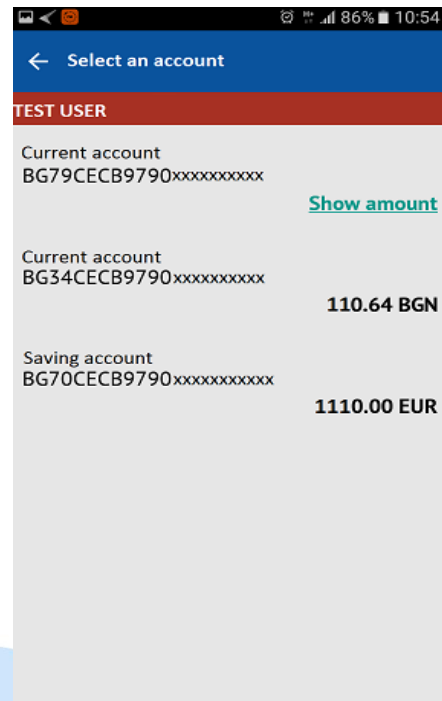 86% 10:54
Select an account
TEST USER
Current account
BG79CECB9790xxxxxxxxxx
Show amount
Current account
BG34CECB9790xxxxxxxxxx
110.64 BGN
Saving account
BG70CECB9790xxxxxxxxxxx
1110.00 EUR